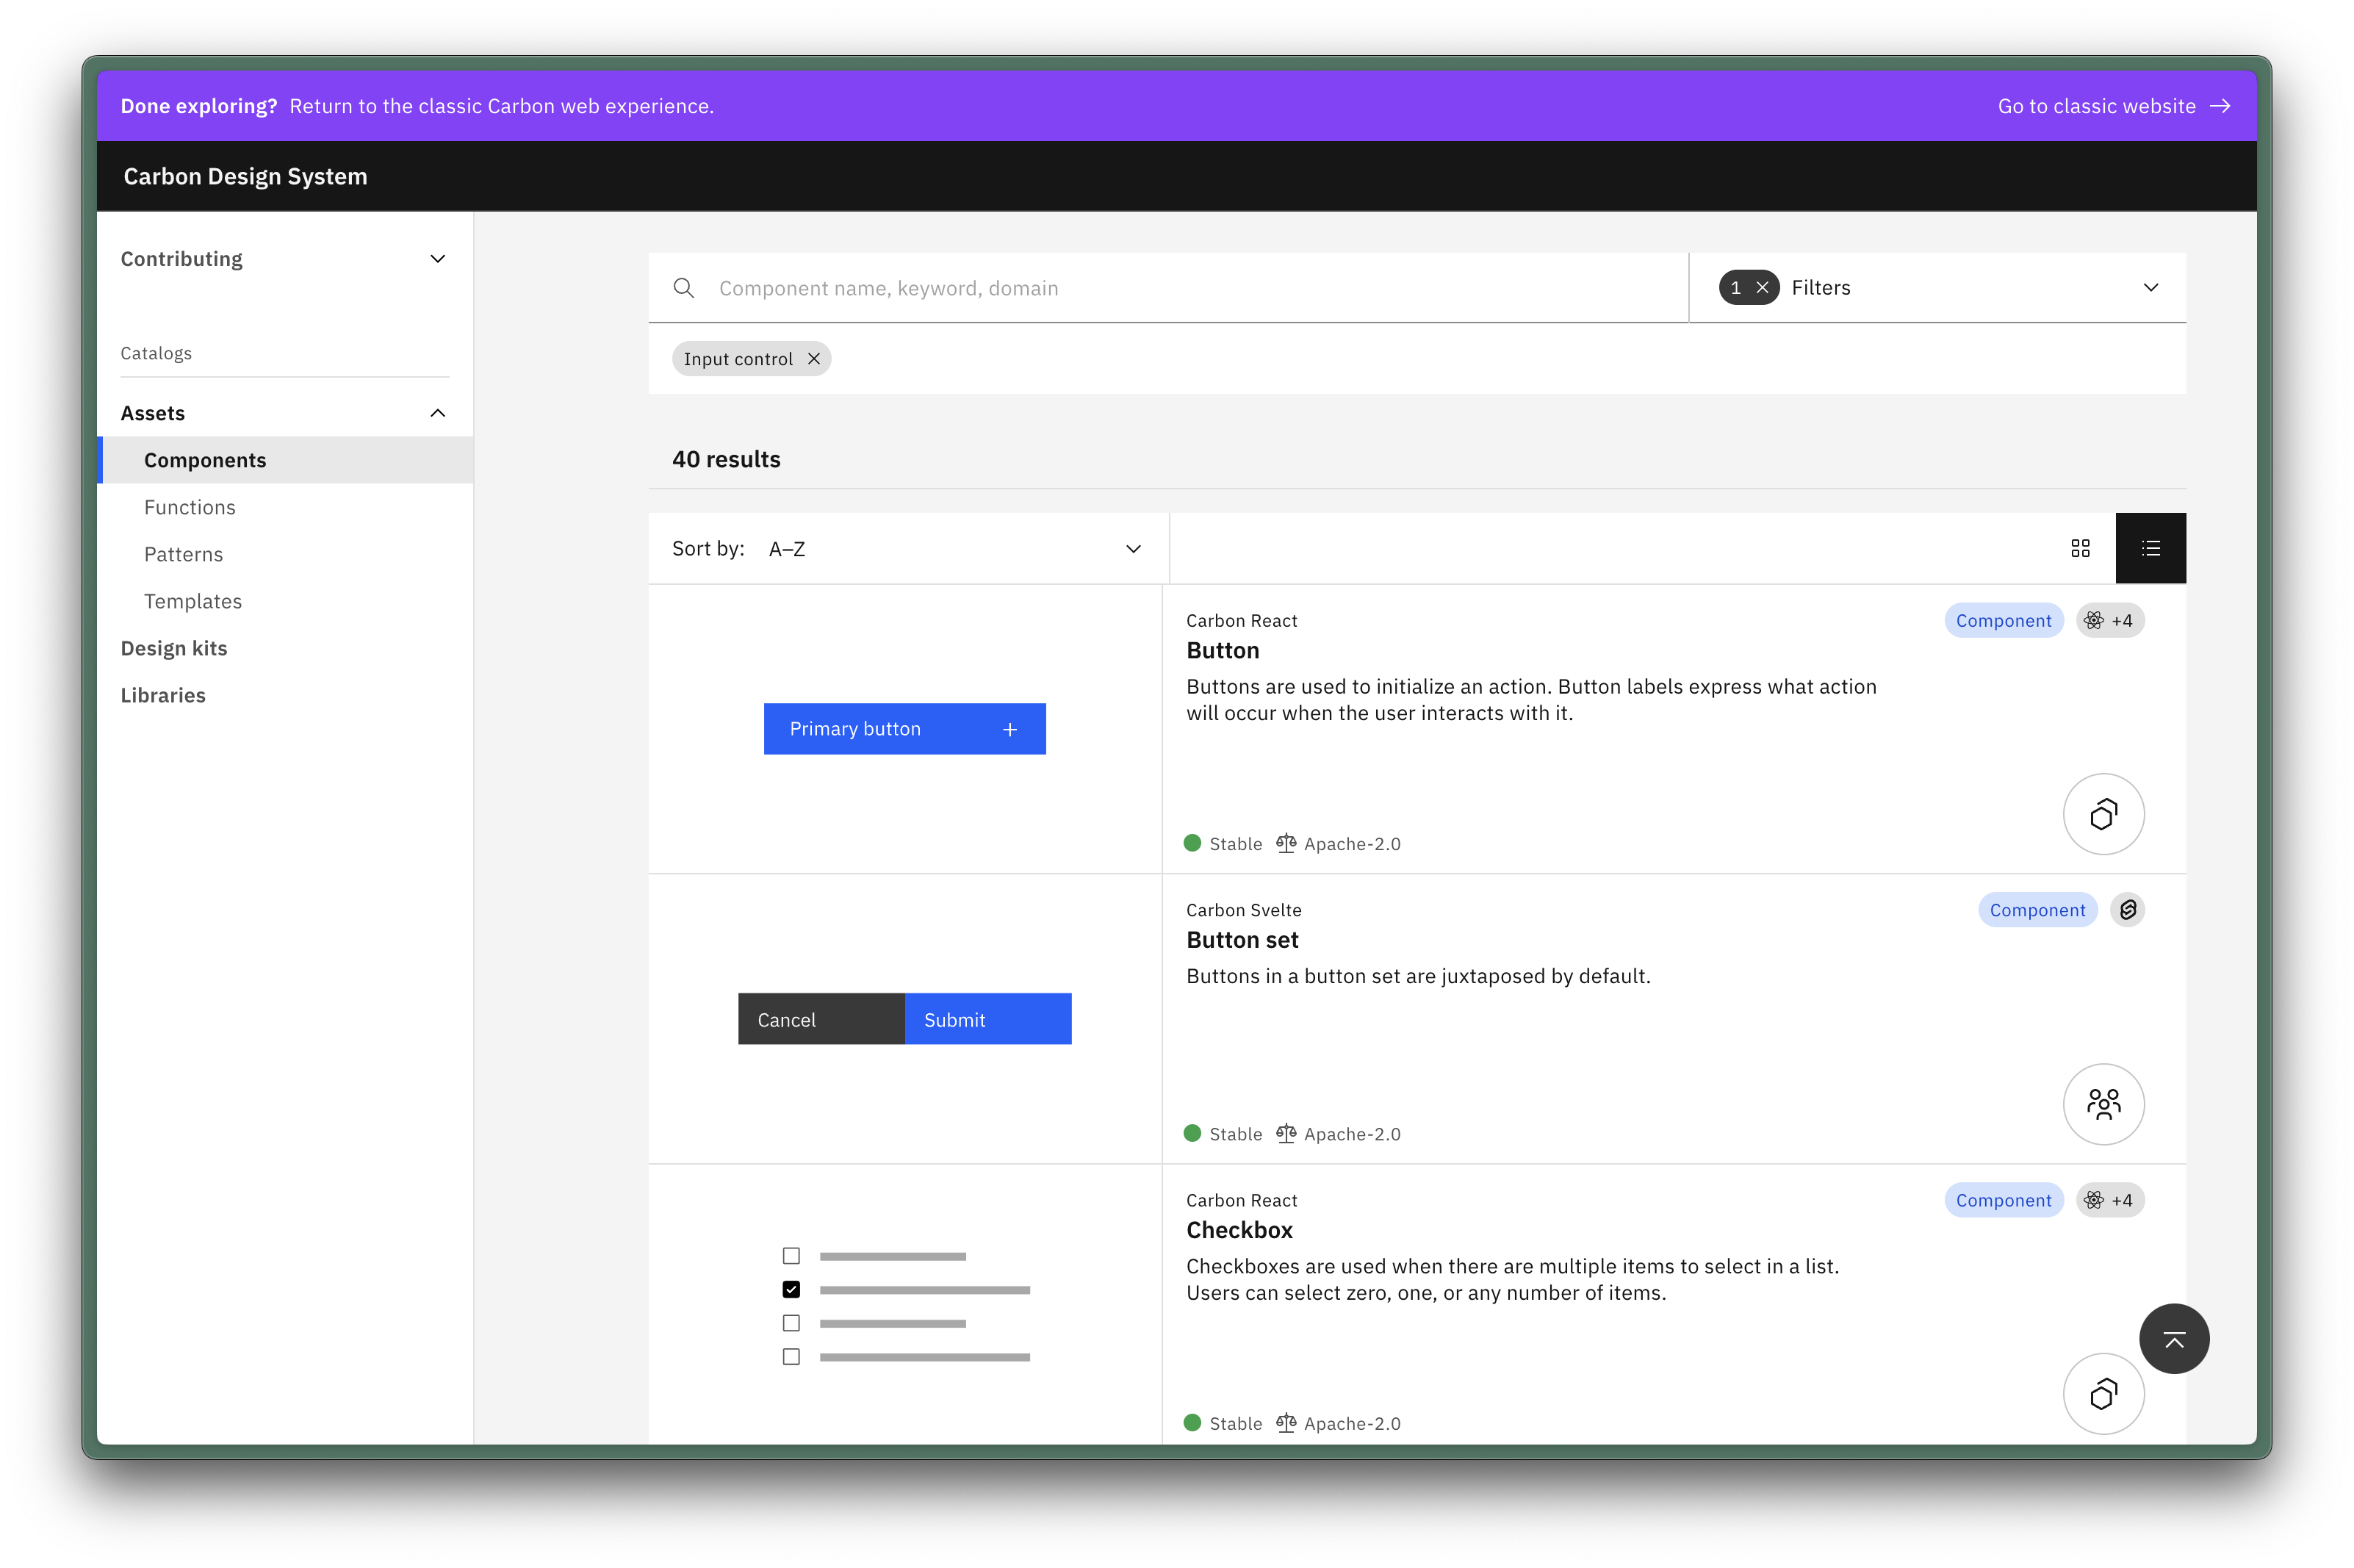 Done exploring? Return to the classic Carbon web experience.
Go to classic website
Carbon Design System
Contributing
Catalogs
Assets
Components
Functions
Patterns
Templates
Design kits
Libraries
Component name, keyword, domain
1
Filters
Input control
40 results
Sort by: A–Z
Primary button
Carbon React
Component
+4
Button
Buttons are used to initialize an action. Button labels express what action
will occur when the user interacts with it.
Stable
Apache-2.0
Cancel
Submit
Carbon Svelte
Component
Button set
Buttons in a button set are juxtaposed by default.
Stable
Apache-2.0
Carbon React
Component
+4
Checkbox
Checkboxes are used when there are multiple items to select in a list.
Users can select zero, one, or any number of items.
Stable
Apache-2.0